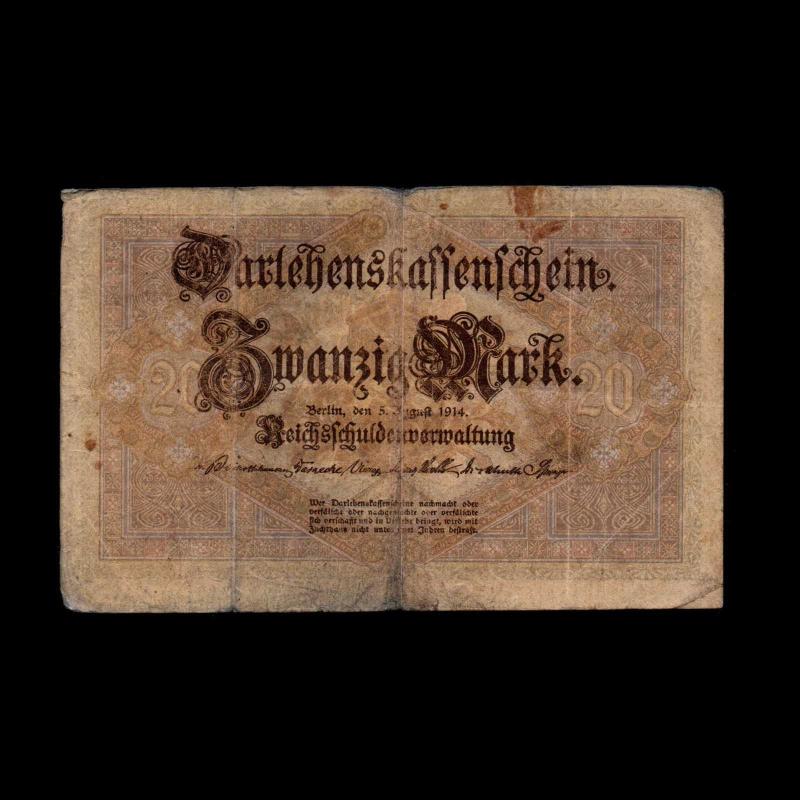 Darlehenskassenschein.
Zwanzig Mark.
20
20
Berlin, den 5. August 1914.
Reichsschuldenverwaltung
Wer Darlehenskassenscheine nachmacht oder
verfälscht oder nachgemachte oder verfälschte
sich verschafft und in Verkehr bringt, wird mit
Zuchthaus nicht unter zwei Jahren bestraft.